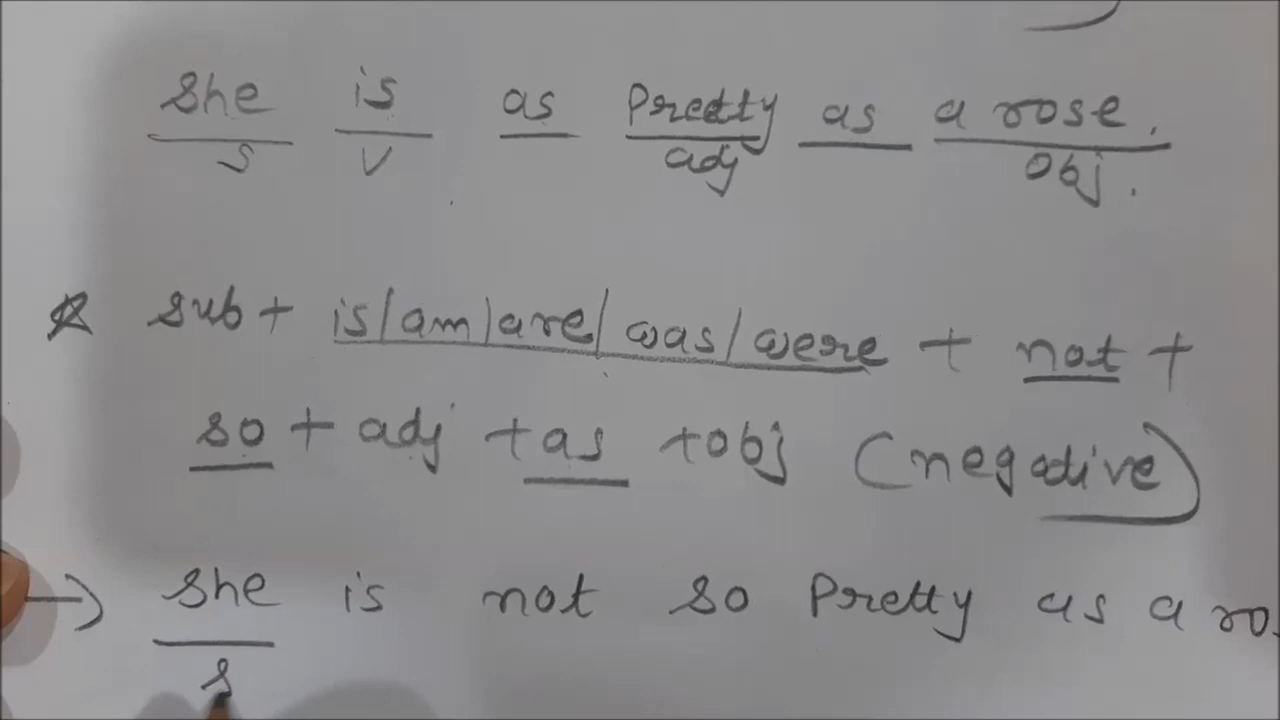 She is as Pretty as a rose.
S V adj obj.
☆ sub + is/am/are/was/were + not +
so + adj + as + obj (negative)
→ She is not so Pretty as a ro
S